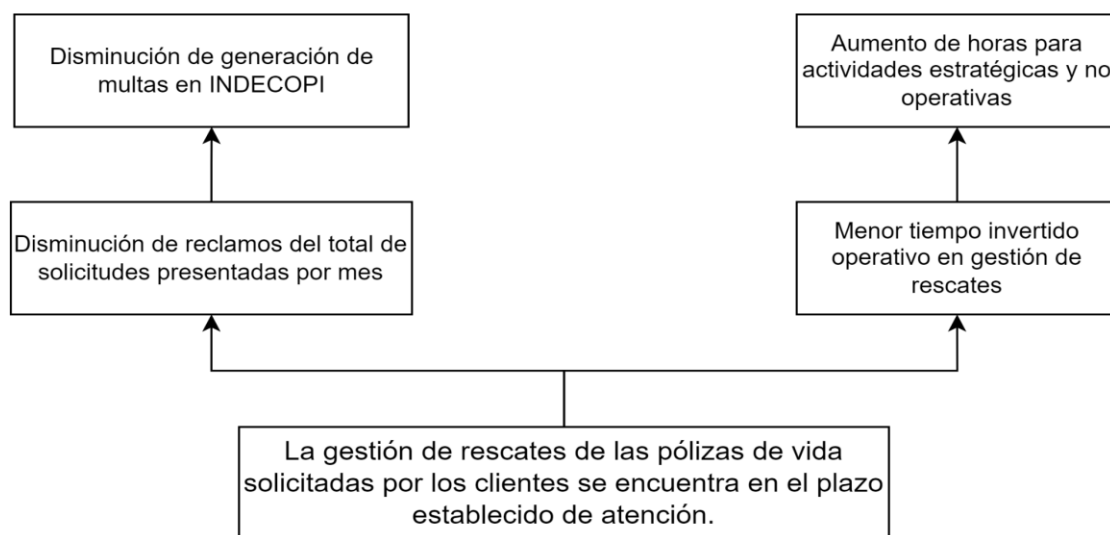 Disminución de generación de
multas en INDECOPI
Aumento de horas para
actividades estratégicas y no
operativas
Disminución de reclamos del total de
solicitudes presentadas por mes
Menor tiempo invertido
operativo en gestión de
rescates
La gestión de rescates de las pólizas de vida
solicitadas por los clientes se encuentra en el plazo
establecido de atención.